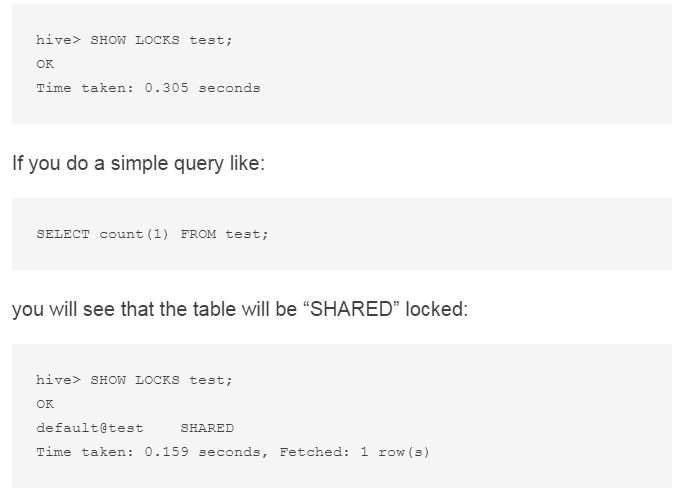 hive> SHOW LOCKS test;
OK
Time taken: 0.305 seconds
If you do a simple query like:
SELECT count(1) FROM test;
you will see that the table will be “SHARED” locked:
hive> SHOW LOCKS test;
OK
default@test    SHARED
Time taken: 0.159 seconds, Fetched: 1 row(s)